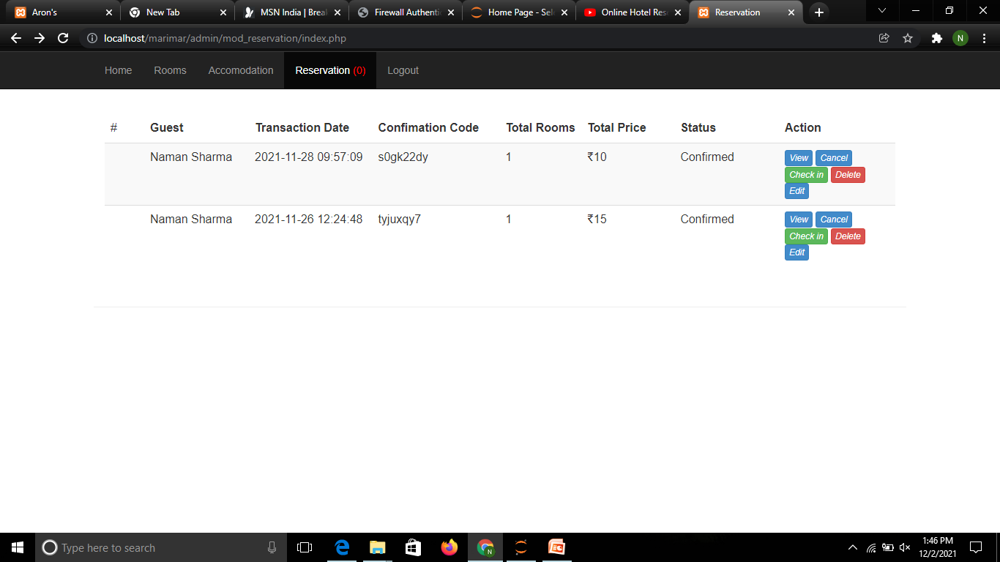 Aron's New Tab MSN India | Brea Firewall Authenti Home Page - Sele Online Hotel Res Reservation
localhost/marimar/admin/mod_reservation/index.php N
Home Rooms Accomodation Reservation (0) Logout
# Guest Transaction Date Confimation Code Total Rooms Total Price Status Action
Naman Sharma 2021-11-28 09:57:09 s0gk22dy 1 ₹10 Confirmed View Cancel
Check in Delete
Edit
Naman Sharma 2021-11-26 12:24:48 tyjuxqy7 1 ₹15 Confirmed View Cancel
Check in Delete
Edit
Type here to search
1:46 PM
12/2/2021